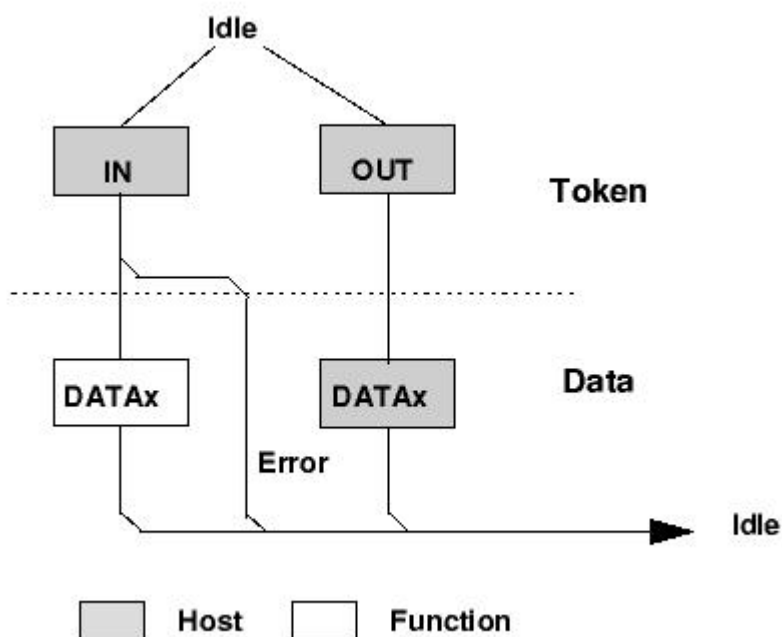 Idle
IN
OUT
Token
DATAx
DATAx
Data
Error
Idle
Host
Function